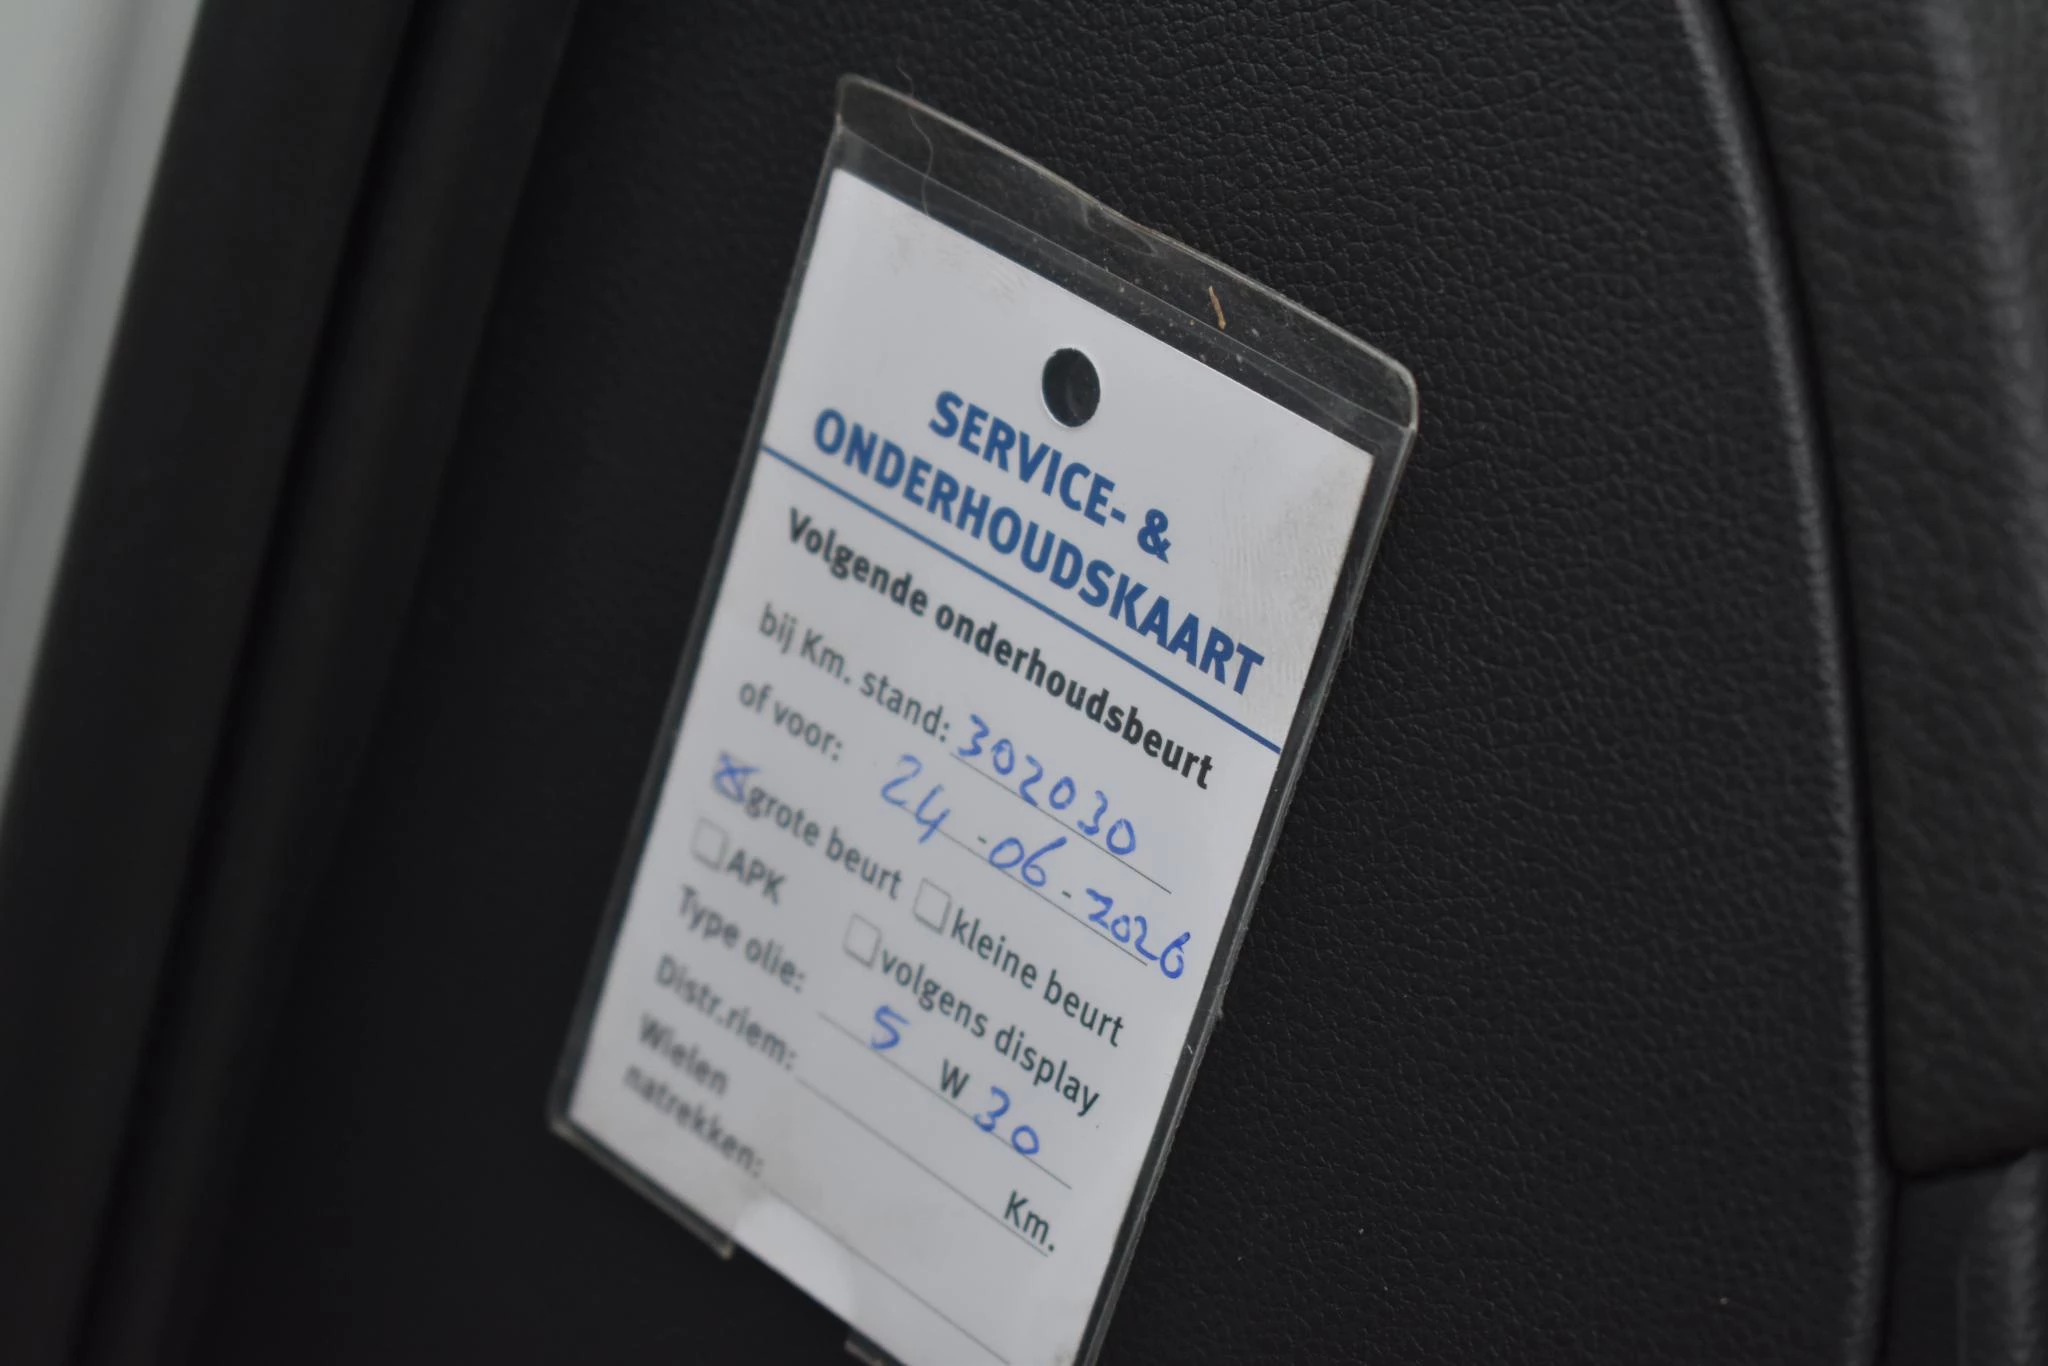 SERVICE- &
ONDERHOUDSKAART
Volgende onderhoudsbeurt
bij Km. stand: 302030
of voor: 24-06-2026
grote beurt kleine beurt
APK volgens display
Type olie: 5 W 30
Distr.riem: Km.
Wielen
natrekken: